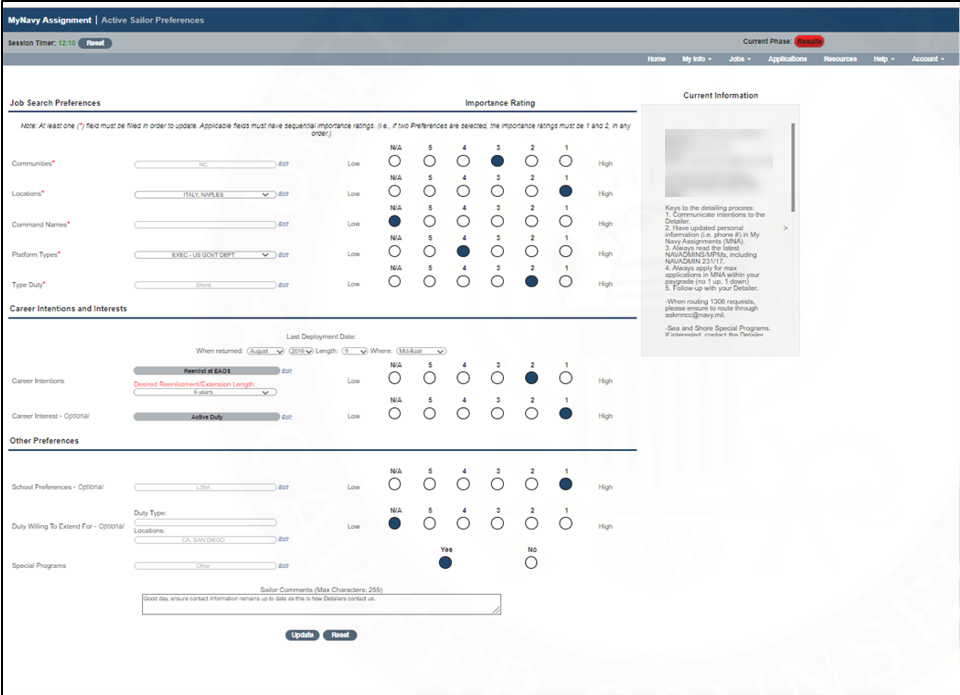 MyNavy Assignment | Active Sailor Preferences
Session Timer: 12:10 Reset
Current Phase: Results
Home My Info Jobs Applications Resources Help Account
Job Search Preferences Importance Rating
Note: At least one (*) field must be filled in order to update. Applicable fields must have sequential importance ratings. (i.e., if two Preferences are selected, the importance ratings must be 1 and 2, in any
order.)
N/A 5 4 3 2 1
Communities* NC Edit Low High
N/A 5 4 3 2 1
Locations* ITALY, NAPLES Edit Low High
N/A 5 4 3 2 1
Command Names* Edit Low High
N/A 5 4 3 2 1
Platform Types* EXEC - US GOVT DEPT Edit Low High
N/A 5 4 3 2 1
Type Duty* Shore Edit Low High
Career Intentions and Interests
Last Deployment Date:
When returned: August 2016 Length: Where: Mid-East
N/A 5 4 3 2 1
Reenlist at EAOS Edit
Career Intentions Low High
Desired Reenlistment/Extension Length:
6 years
N/A 5 4 3 2 1
Career Interest - Optional Active Duty Edit Low High
Other Preferences
N/A 5 4 3 2 1
School Preferences - Optional Edit Low High
N/A 5 4 3 2 1
Duty Type:
Duty Willing To Extend For - Optional Low High
Locations:
CA, SAN DIEGO Edit
Yes No
Special Programs Other Edit
Sailor Comments (Max Characters: 255)
Good day, ensure contact information remains up to date as this is how Detailers contact us.
Update Reset
Current Information
Keys to the detailing process:
1. Communicate intentions to the
Detailer.
2. Have updated personal
information (i.e. phone #) in My
Navy Assignments (MNA).
3. Always read the latest
NAVADMINS/MPMs, including
NAVADMIN 231/17.
4. Always apply for max
applications in MNA within your
paygrade (no 1 up, 1 down)
5. Follow-up with your Detailer.
-When routing 1306 requests,
please ensure to route through
askmncc@navy.mil.
-Sea and Shore Special Programs.
If interested, contact the Detailer
>